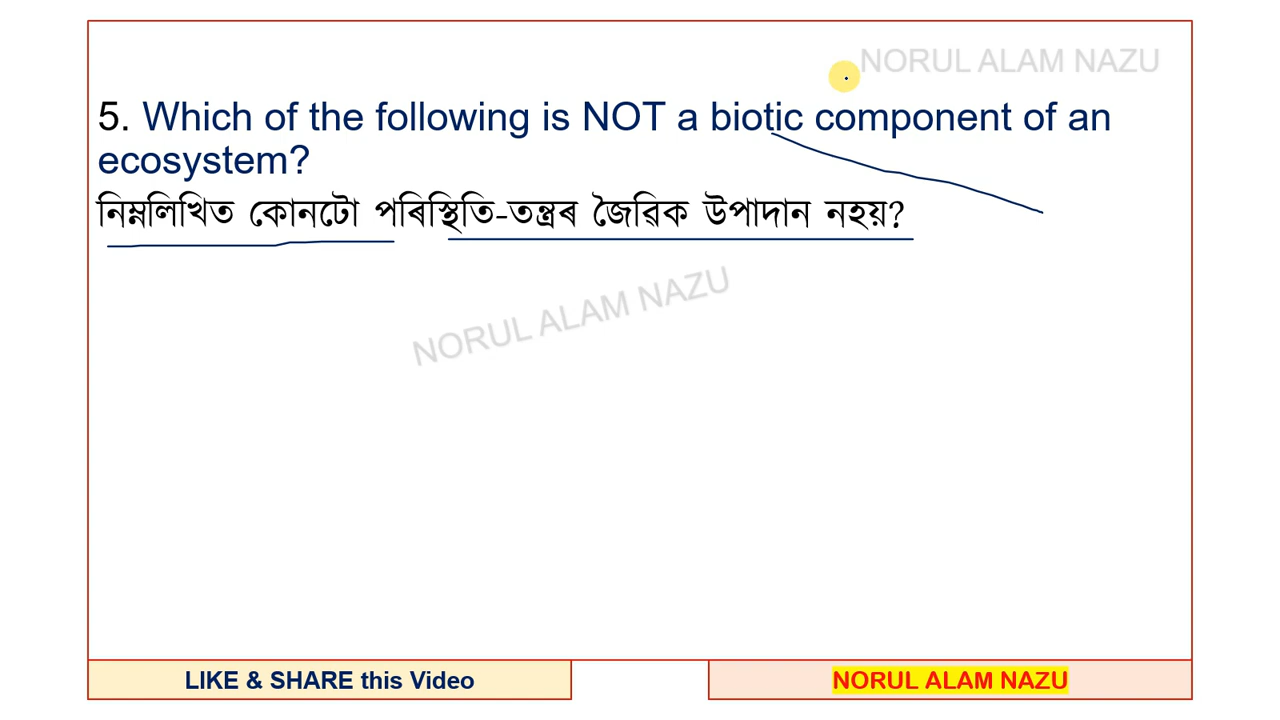 NORUL ALAM NAZU
5. Which of the following is NOT a biotic component of an
ecosystem?
নিম্নলিখিত কোনটো পৰিস্থিতি-তন্ত্ৰৰ জৈৱিক উপাদান নহয়?
NORUL ALAM NAZU
LIKE & SHARE this Video
NORUL ALAM NAZU